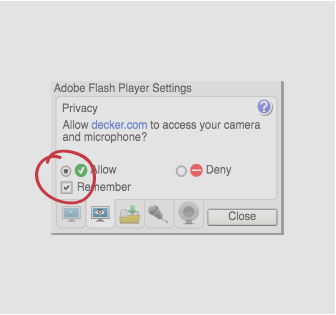 Adobe Flash Player Settings
Privacy
Allow decker.com to access your camera
and microphone?
Allow Deny
Remember
Close